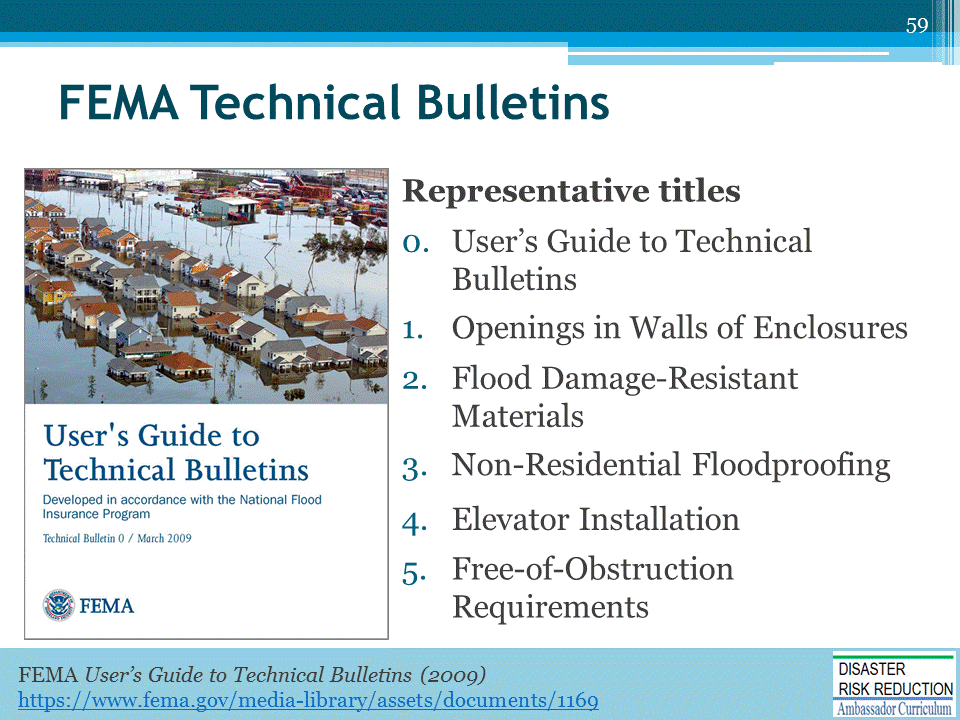 59
FEMA Technical Bulletins
User's Guide to
Technical Bulletins
Developed in accordance with the National Flood
Insurance Program
Technical Bulletin 0 / March 2009
FEMA
Representative titles
0. User’s Guide to Technical
Bulletins
1. Openings in Walls of Enclosures
2. Flood Damage-Resistant
Materials
3. Non-Residential Floodproofing
4. Elevator Installation
5. Free-of-Obstruction
Requirements
FEMA User’s Guide to Technical Bulletins (2009)
https://www.fema.gov/media-library/assets/documents/1169
DISASTER
RISK REDUCTION
Ambassador Curriculum